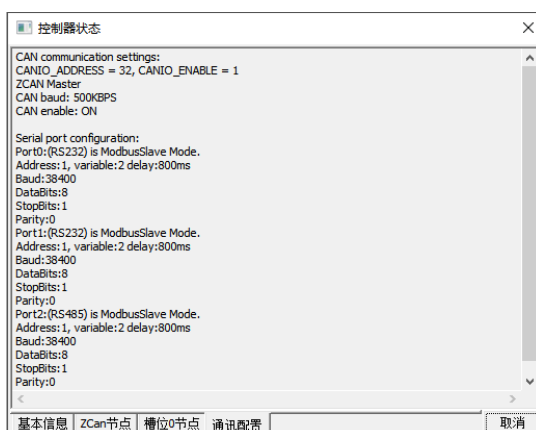 控制器状态
CAN communication settings:
CANIO_ADDRESS = 32, CANIO_ENABLE = 1
ZCAN Master
CAN baud: 500KBPS
CAN enable: ON
Serial port configuration:
Port0:(RS232) is ModbusSlave Mode.
Address:1, variable:2 delay:800ms
Baud:38400
DataBits:8
StopBits:1
Parity:0
Port1:(RS232) is ModbusSlave Mode.
Address:1, variable:2 delay:800ms
Baud:38400
DataBits:8
StopBits:1
Parity:0
Port2:(RS485) is ModbusSlave Mode.
Address:1, variable:2 delay:800ms
Baud:38400
DataBits:8
StopBits:1
Parity:0
基本信息 ZCan节点 槽位0节点 通讯配置 取消